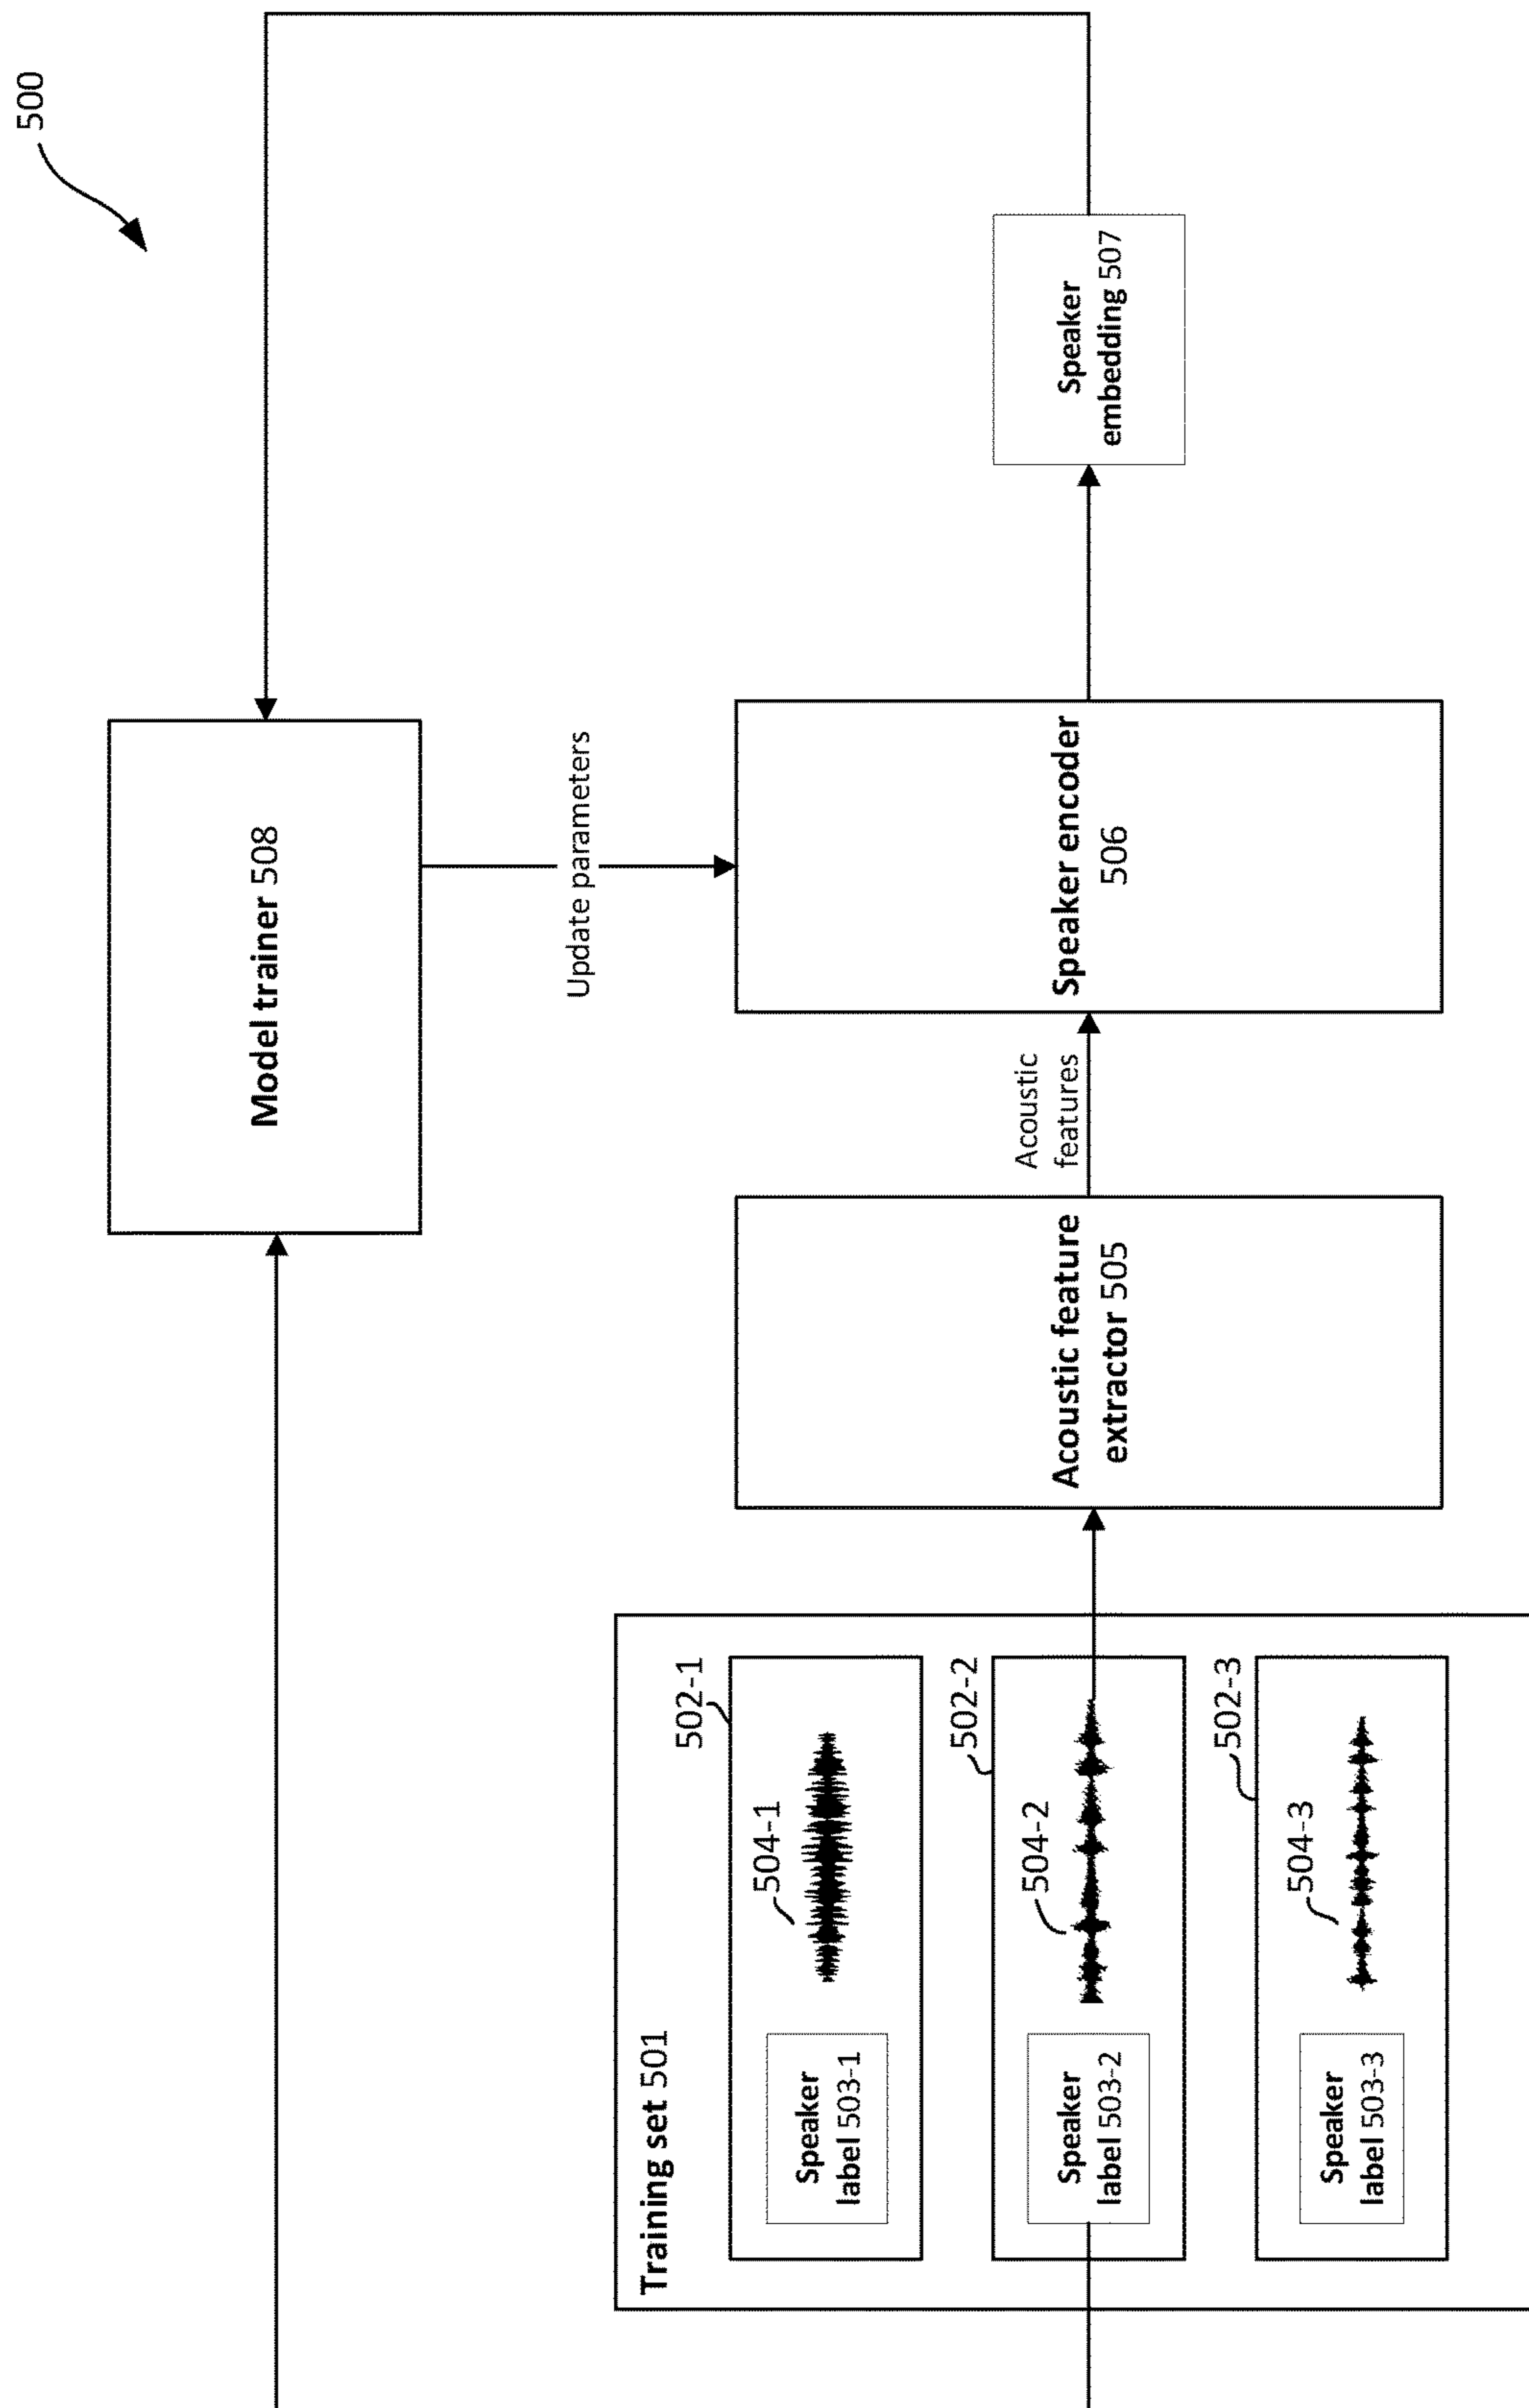 500
Model trainer 508
Update parameters
Training set 501
502-1
Speaker
label 503-1
504-1
502-2
Speaker
label 503-2
504-2
502-3
Speaker
label 503-3
504-3
Acoustic feature
extractor 505
Acoustic
features
Speaker encoder
506
Speaker
embedding 507